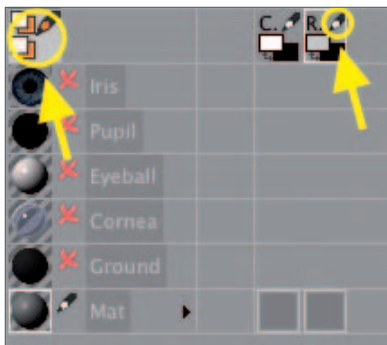 C. R.
Iris
Pupil
Eyeball
Cornea
Ground
Mat